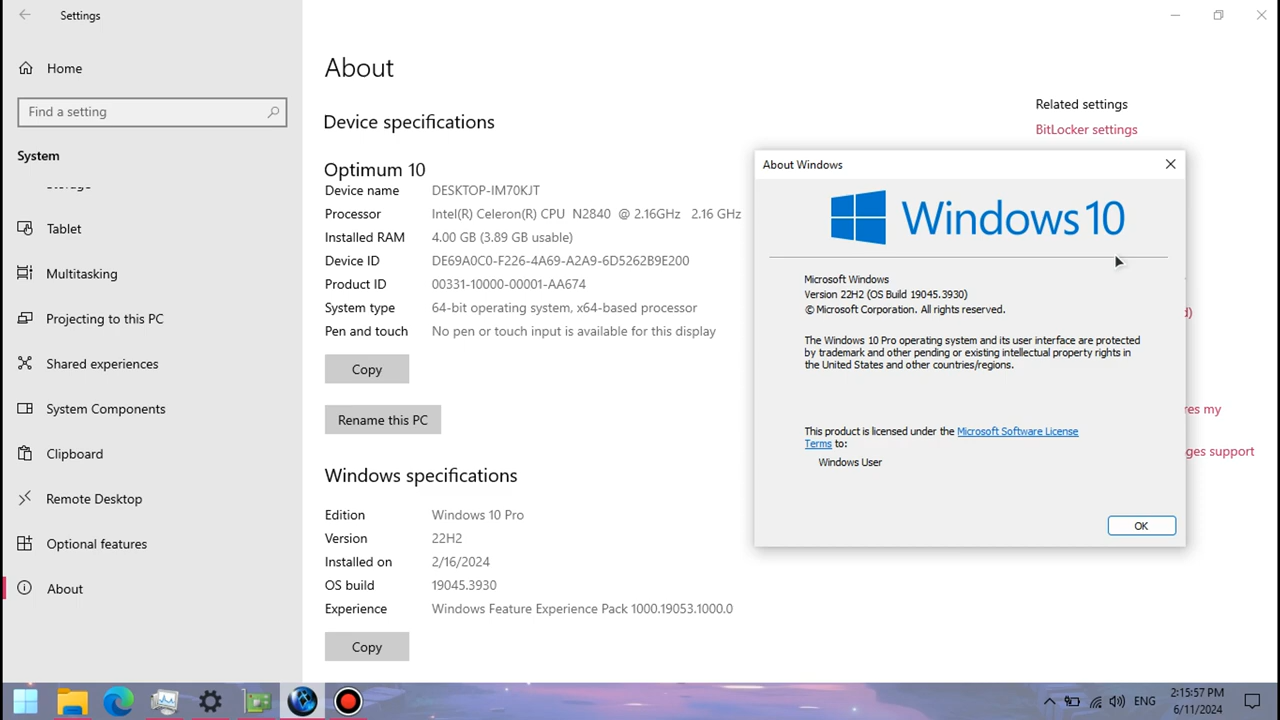 Settings
Home
Find a setting
System
Tablet
Multitasking
Projecting to this PC
Shared experiences
System Components
Clipboard
Remote Desktop
Optional features
About
About
Device specifications
Optimum 10
Device name DESKTOP-IM70KJT
Processor Intel(R) Celeron(R) CPU N2840 @ 2.16GHz 2.16 GHz
Installed RAM 4.00 GB (3.89 GB usable)
Device ID DE69A0C0-F226-4A69-A2A9-6D5262B9E200
Product ID 00331-10000-00001-AA674
System type 64-bit operating system, x64-based processor
Pen and touch No pen or touch input is available for this display
Copy
Rename this PC
Windows specifications
Edition Windows 10 Pro
Version 22H2
Installed on 2/16/2024
OS build 19045.3930
Experience Windows Feature Experience Pack 1000.19053.1000.0
Copy
Related settings
BitLocker settings
d)
res my
ges support
About Windows
Windows 10
Microsoft Windows
Version 22H2 (OS Build 19045.3930)
© Microsoft Corporation. All rights reserved.
The Windows 10 Pro operating system and its user interface are protected
by trademark and other pending or existing intellectual property rights in
the United States and other countries/regions.
This product is licensed under the Microsoft Software License
Terms to:
Windows User
OK
ENG
2:15:57 PM
6/11/2024